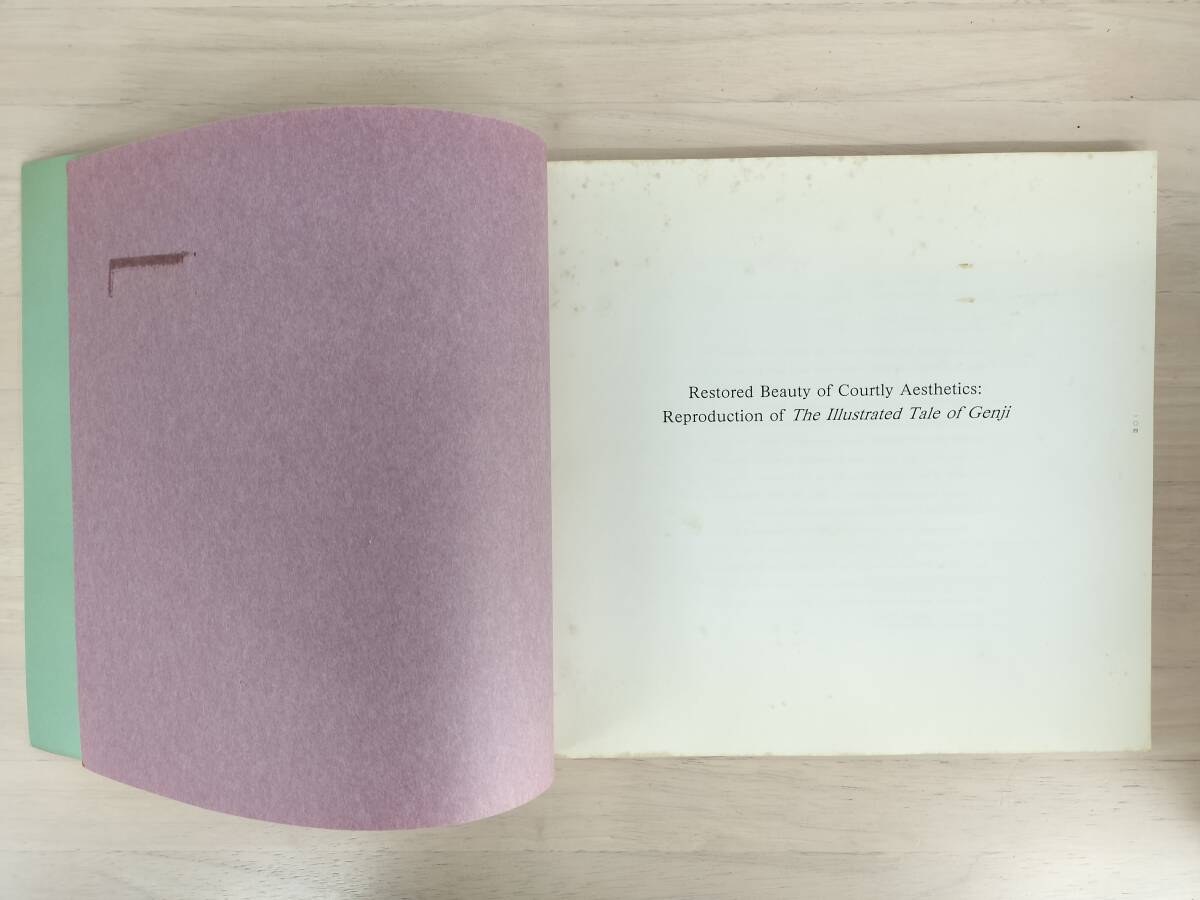 Restored Beauty of Courtly Aesthetics:
Reproduction of The Illustrated Tale of Genji